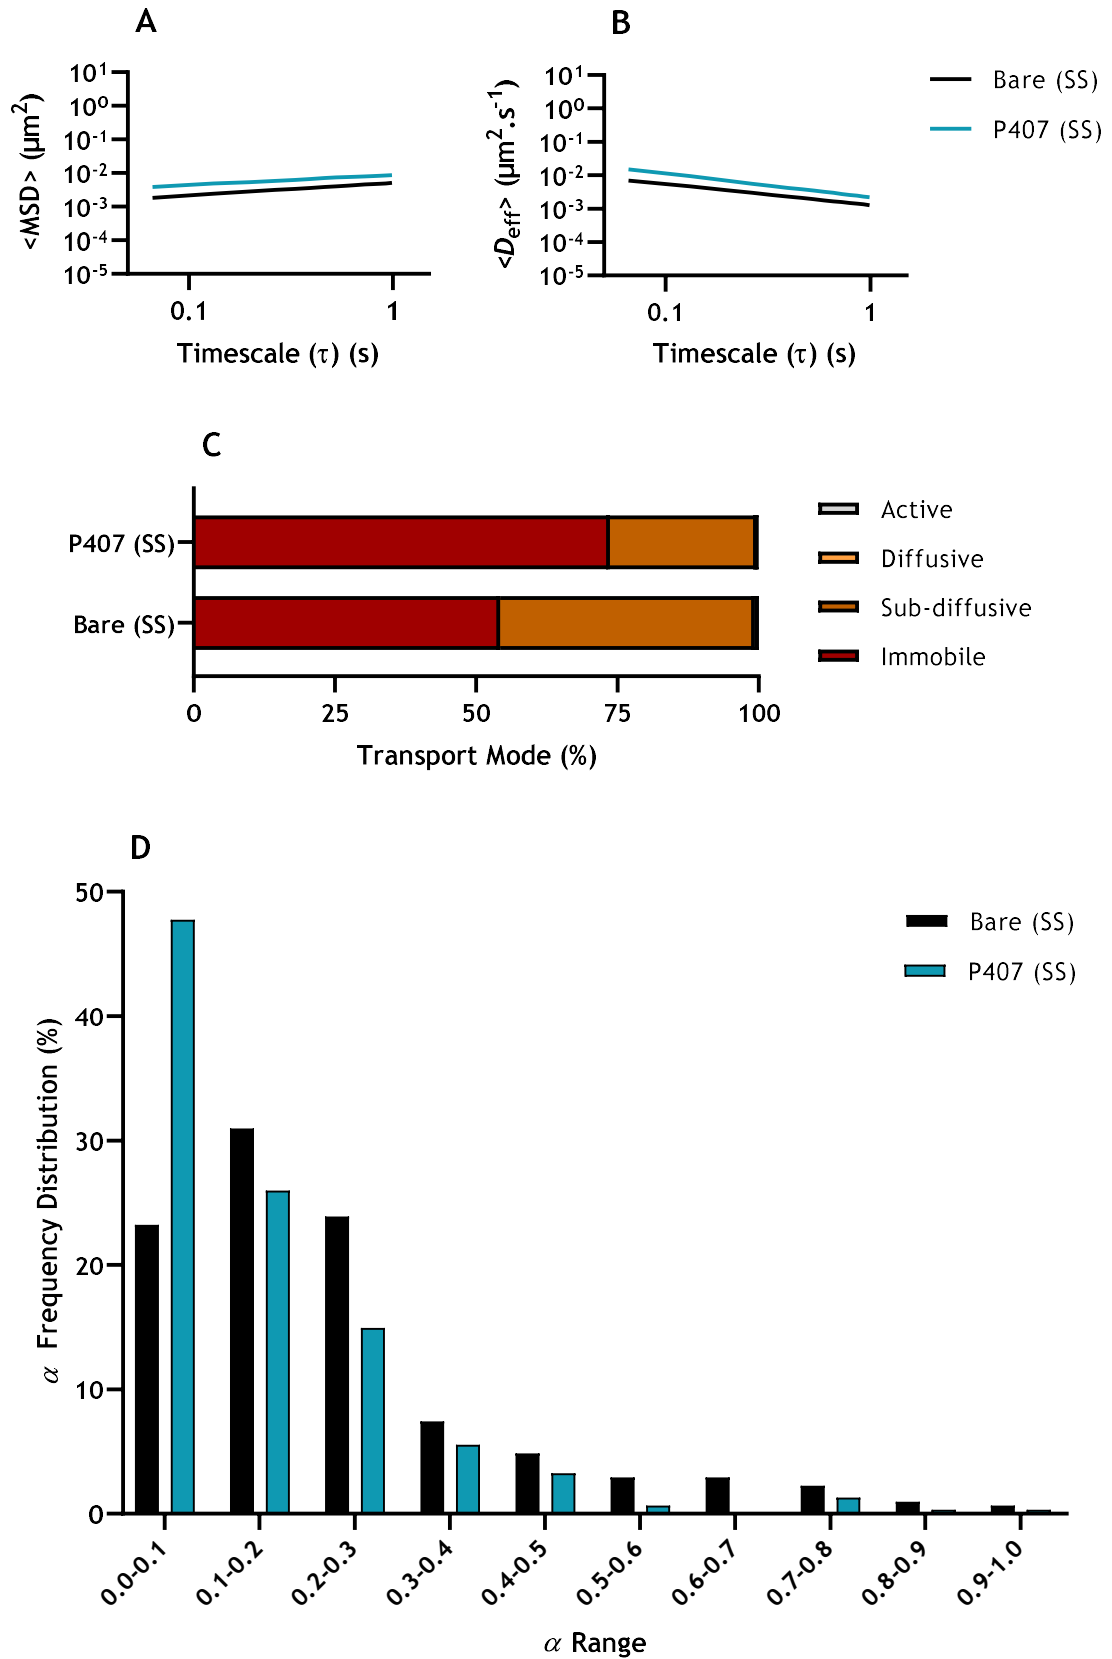 A
B
10¹
10⁰
10⁻¹
10⁻²
10⁻³
10⁻⁴
10⁻⁵
<MSD> (µm²)
0.1
1
Timescale (τ) (s)
10¹
10⁰
10⁻¹
10⁻²
10⁻³
10⁻⁴
10⁻⁵
<Deff> (µm².s⁻¹)
0.1
1
Timescale (τ) (s)
Bare (SS)
P407 (SS)
C
P407 (SS)
Bare (SS)
0
25
50
75
100
Transport Mode (%)
Active
Diffusive
Sub-diffusive
Immobile
D
50
40
30
20
10
0
α Frequency Distribution (%)
Bare (SS)
P407 (SS)
0.0-0.1
0.1-0.2
0.2-0.3
0.3-0.4
0.4-0.5
0.5-0.6
0.6-0.7
0.7-0.8
0.8-0.9
0.9-1.0
α Range